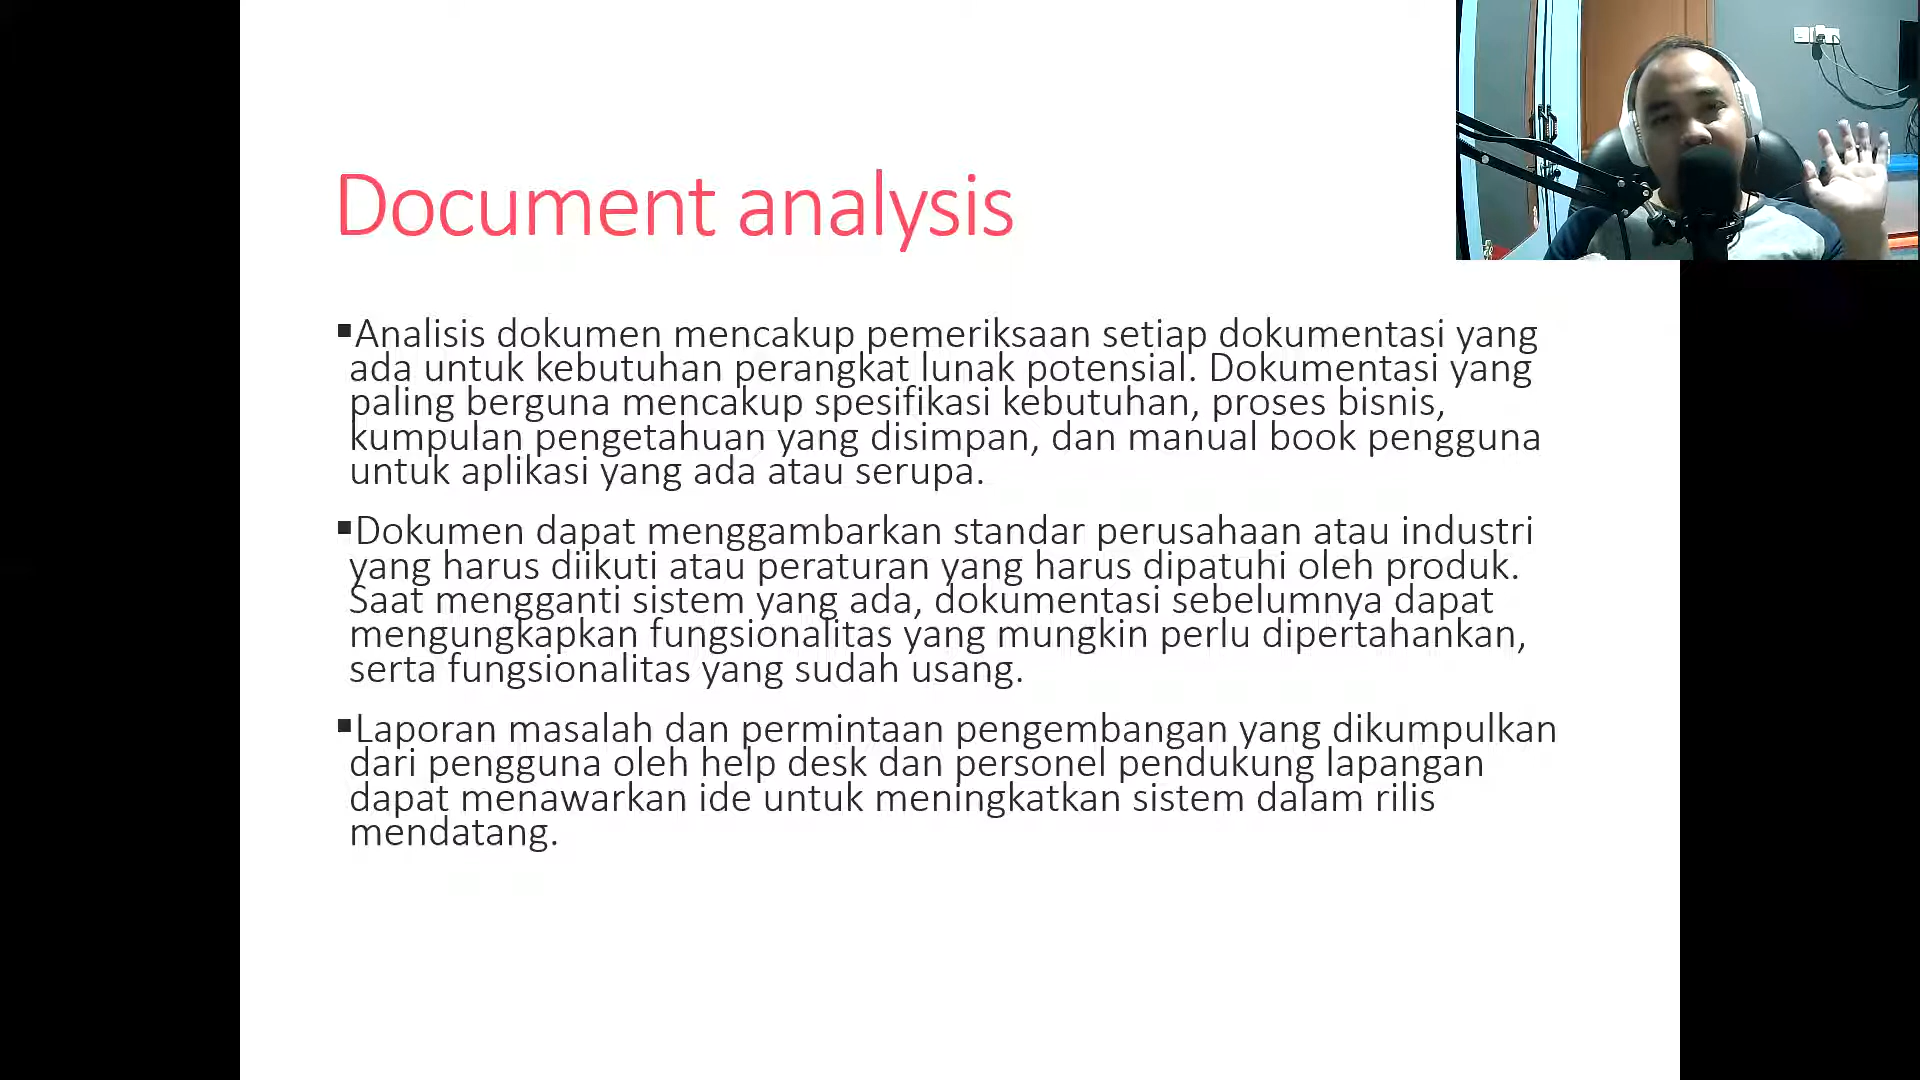 Document analysis
▪Analisis dokumen mencakup pemeriksaan setiap dokumentasi yang
ada untuk kebutuhan perangkat lunak potensial. Dokumentasi yang
paling berguna mencakup spesifikasi kebutuhan, proses bisnis,
kumpulan pengetahuan yang disimpan, dan manual book pengguna
untuk aplikasi yang ada atau serupa.
▪Dokumen dapat menggambarkan standar perusahaan atau industri
yang harus diikuti atau peraturan yang harus dipatuhi oleh produk.
Saat mengganti sistem yang ada, dokumentasi sebelumnya dapat
mengungkapkan fungsionalitas yang mungkin perlu dipertahankan,
serta fungsionalitas yang sudah usang.
▪Laporan masalah dan permintaan pengembangan yang dikumpulkan
dari pengguna oleh help desk dan personel pendukung lapangan
dapat menawarkan ide untuk meningkatkan sistem dalam rilis
mendatang.